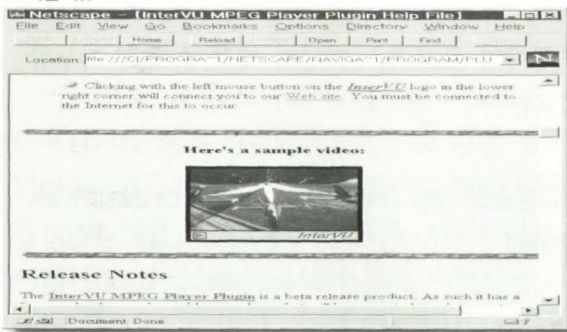 Netscape - [InterVU MPEG Player Plugin Help File]
File Edit View Go Bookmarks Options Directory Window Help
Home Reload Open Print Find
Location: file:///C|/PROGRA~1/NETSCAPE/NAVIGA~1/PROGRAM/PLU
N
Clicking with the left mouse button on the InterVU logo in the lower
right corner will connect you to our Web site. You must be connected to
the Internet for this to occur.
Here's a sample video:
InterVU
Release Notes
The InterVU MPEG Player Plugin is a beta release product. As such it has a
Document: Done